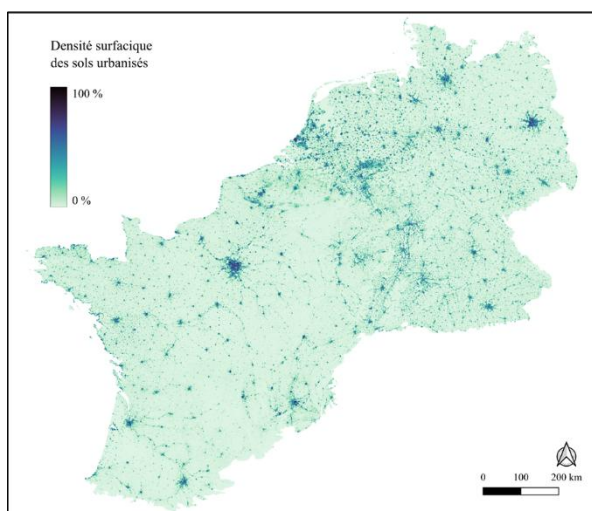 Densité surfacique
des sols urbanisés
100 %
0 %
0 100 200 km